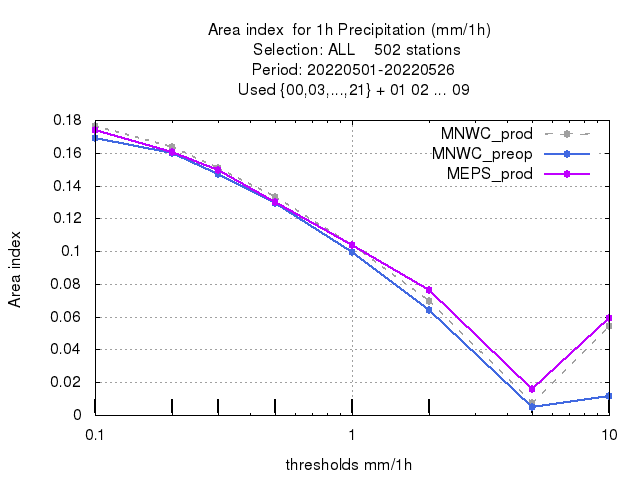 Area index  for 1h Precipitation (mm/1h)
Selection: ALL    502 stations
Period: 20220501-20220526
Used {00,03,...,21} + 01 02 ... 09
MNWC_prod
MNWC_preop
MEPS_prod
Area index
0.18
0.16
0.14
0.12
0.1
0.08
0.06
0.04
0.02
0
0.1
1
10
thresholds mm/1h